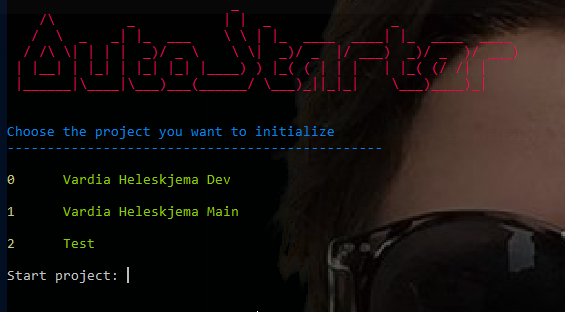 AutoStarter
Choose the project you want to initialize
-----------------------------------------------
0 Vardia Heleskjema Dev
1 Vardia Heleskjema Main
2 Test
Start project: